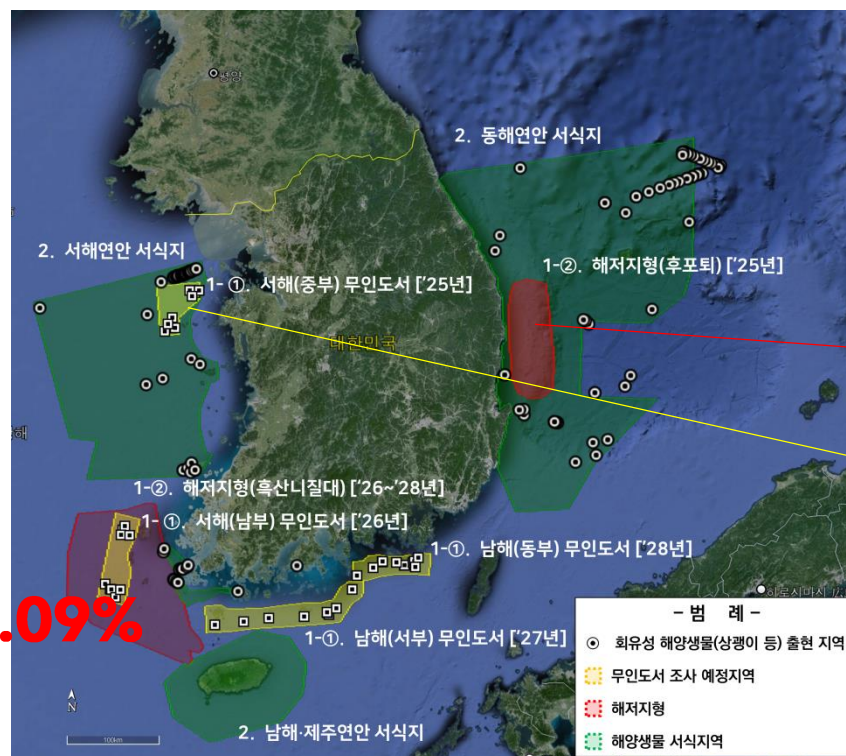 평양
2. 동해연안 서식지
2. 서해연안 서식지
1-②. 해저지형(후포퇴) ['25년]
1- ①. 서해(중부) 무인도서 ['25년]
대한민국
1-②. 해저지형(흑산니질대) ['26~'28년]
1- ①. 서해(남부) 무인도서 ['26년]
1-①. 남해(동부) 무인도서 ['28년]
.09%
1-①. 남해(서부) 무인도서 ['27년]
2. 남해·제주연안 서식지
N
100km
히로시마시
- 범 례 -
회유성 해양생물(상괭이 등) 출현 지역
무인도서 조사 예정지역
해저지형
해양생물 서식지역